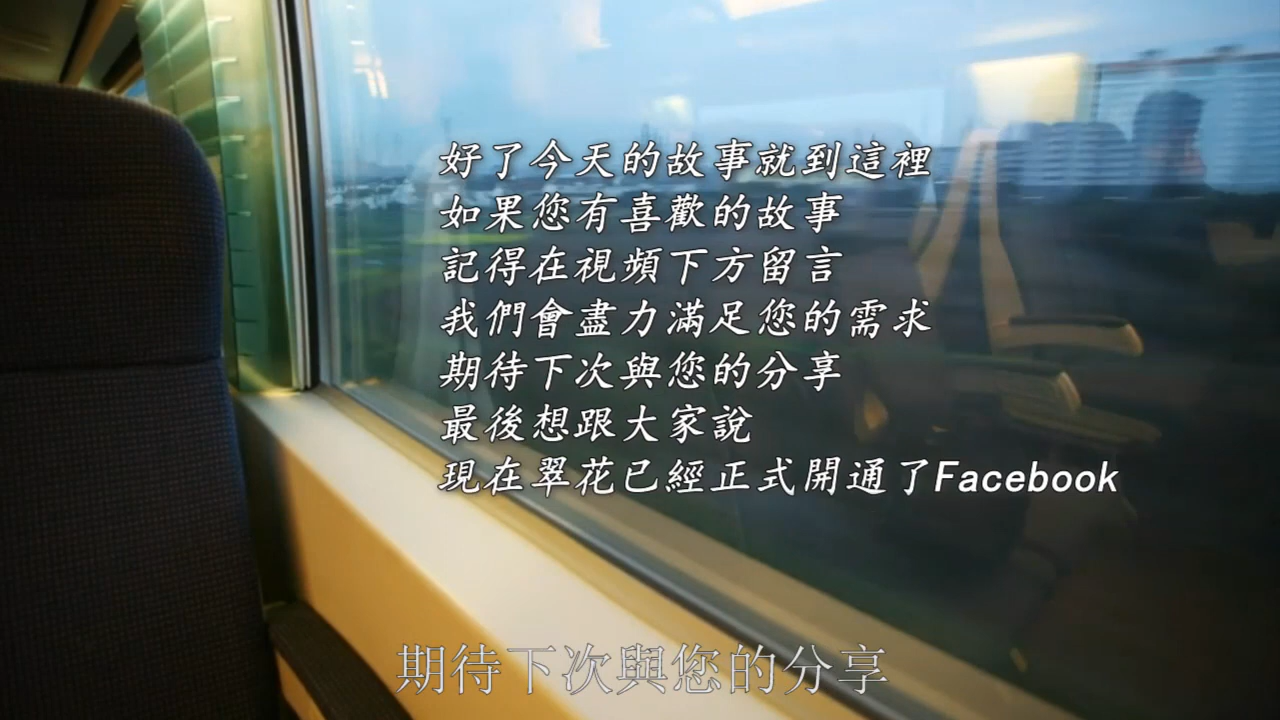 好了今天的故事就到這裡
如果您有喜歡的故事
記得在視頻下方留言
我們會盡力滿足您的需求
期待下次與您的分享
最後想跟大家說
現在翠花已經正式開通了Facebook
期待下次與您的分享